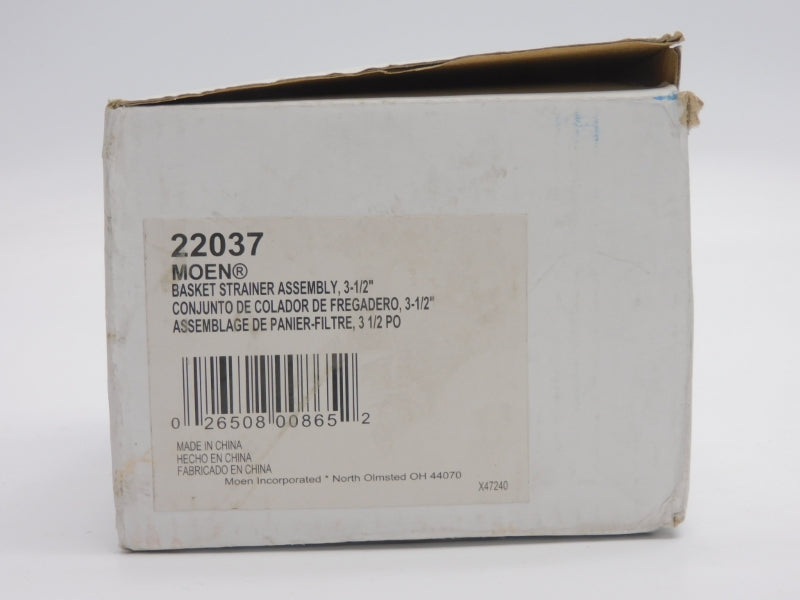 22037
MOEN®
BASKET STRAINER ASSEMBLY, 3-1/2"
CONJUNTO DE COLADOR DE FREGADERO, 3-1/2"
ASSEMBLAGE DE PANIER-FILTRE, 3 1/2 PO
0 26508 00865 2
MADE IN CHINA
HECHO EN CHINA
FABRICADO EN CHINA
Moen Incorporated * North Olmsted OH 44070
X47240